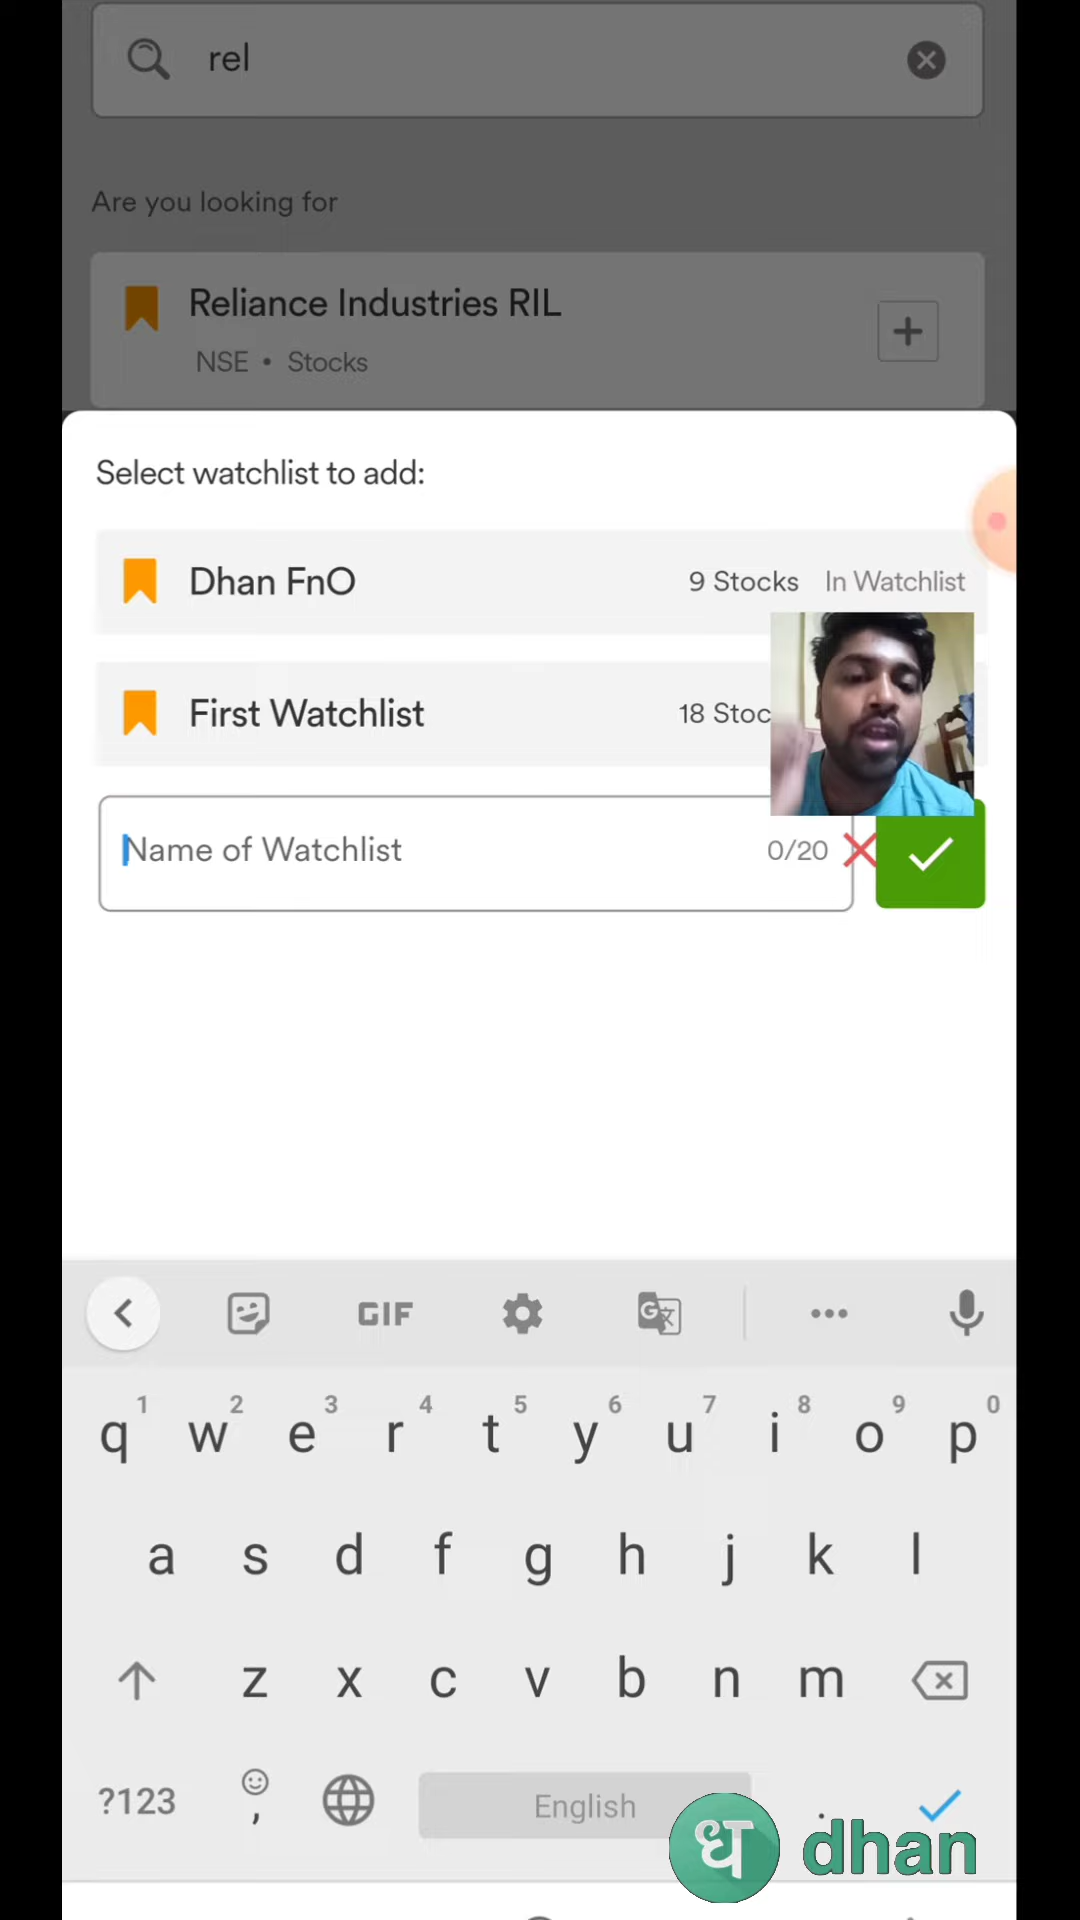 rel
Are you looking for
Reliance Industries RIL
NSE • Stocks
Select watchlist to add:
Dhan FnO 9 Stocks In Watchlist
First Watchlist 18 Stoc
Name of Watchlist 0/20
GIF
1 2 3 4 5 6 7 8 9 0
q w e r t y u i o p
a s d f g h j k l
z x c v b n m
?123 , English .
ध dhan